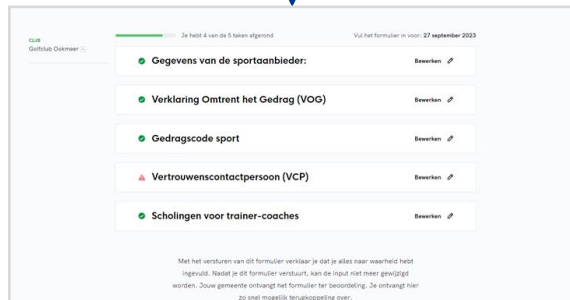 CLUB
Golfclub Ookmeer
Je hebt 4 van de 5 taken afgerond
Vul het formulier in voor: 27 september 2023
Gegevens van de sportaanbieder:
Bewerken
Verklaring Omtrent het Gedrag (VOG)
Bewerken
Gedragscode sport
Bewerken
Vertrouwenscontactpersoon (VCP)
Bewerken
Scholingen voor trainer-coaches
Bewerken
Met het versturen van dit formulier verklaar je dat je alles naar waarheid hebt
ingevuld. Nadat je dit formulier verstuurt, kan de input niet meer gewijzigd
worden. Jouw gemeente ontvangt het formulier ter beoordeling. Je ontvangt hier
zo snel mogelijk terugkoppeling over.